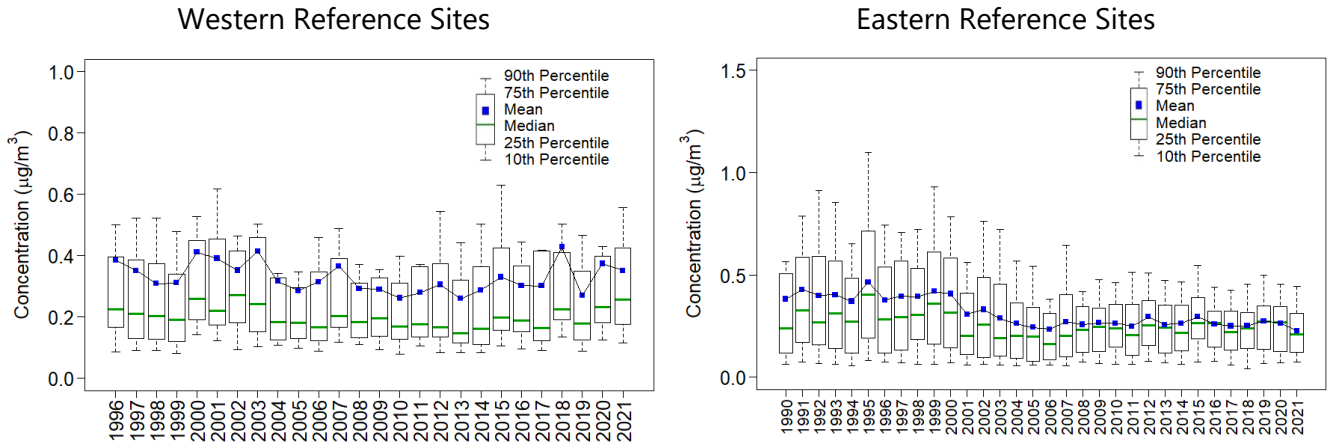 Western Reference Sites
Concentration (µg/m³)
1.0
0.8
0.6
0.4
0.2
0.0
90th Percentile
75th Percentile
Mean
Median
25th Percentile
10th Percentile
1996 1997 1998 1999 2000 2001 2002 2003 2004 2005 2006 2007 2008 2009 2010 2011 2012 2013 2014 2015 2016 2017 2018 2019 2020 2021
Eastern Reference Sites
Concentration (µg/m³)
1.5
1.0
0.5
0.0
90th Percentile
75th Percentile
Mean
Median
25th Percentile
10th Percentile
1990 1991 1992 1993 1994 1995 1996 1997 1998 1999 2000 2001 2002 2003 2004 2005 2006 2007 2008 2009 2010 2011 2012 2013 2014 2015 2016 2017 2018 2019 2020 2021